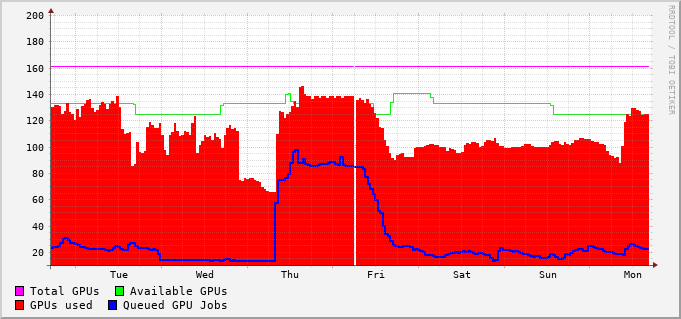 200
180
160
140
120
100
80
60
40
20
Tue Wed Thu Fri Sat Sun Mon
Total GPUs Available GPUs
GPUs used Queued GPU Jobs
RRDTOOL / TOBI OETIKER